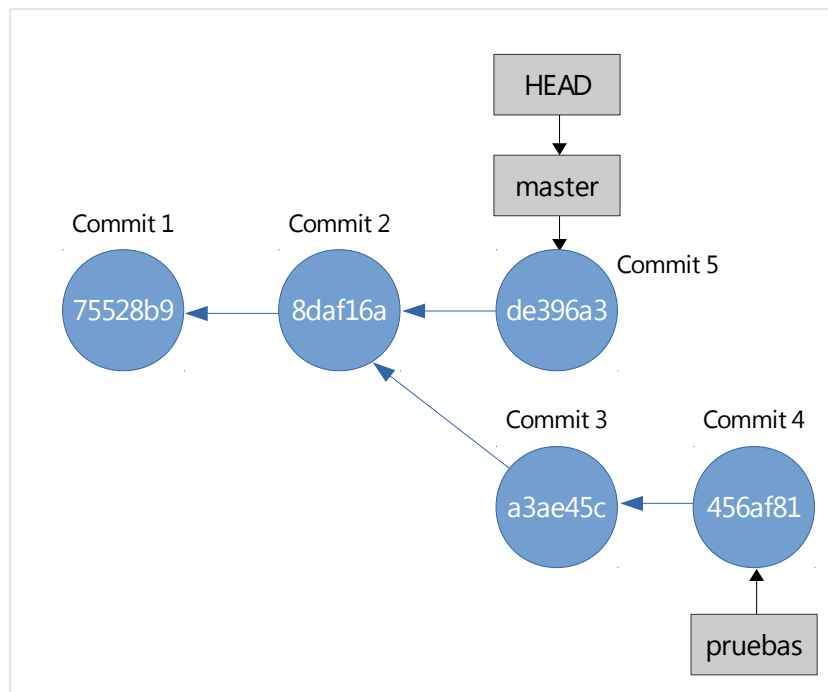 HEAD
master
Commit 1
Commit 2
Commit 5
75528b9
8daf16a
de396a3
Commit 3
Commit 4
a3ae45c
456af81
pruebas